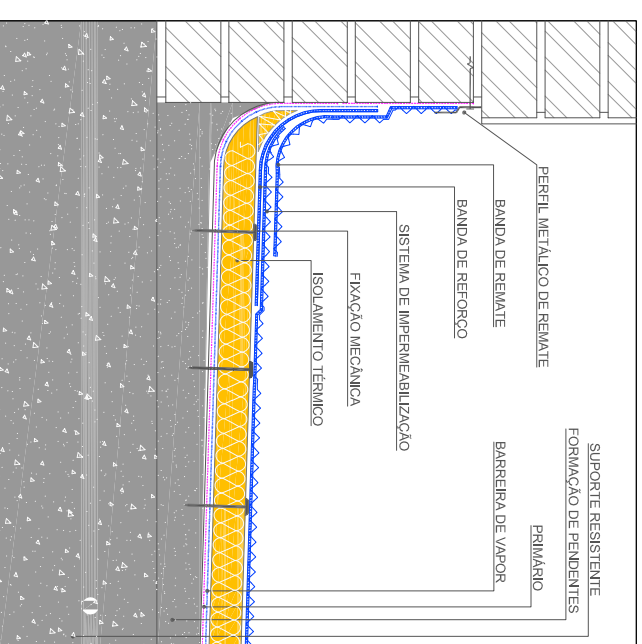 PERFIL METÁLICO DE REMATE
BANDA DE REMATE
BANDA DE REFORÇO
SISTEMA DE IMPERMEABILIZAÇÃO
FIXAÇÃO MECÂNICA
ISOLAMENTO TÉRMICO
SUPORTE RESISTENTE
FORMAÇÃO DE PENDENTES
PRIMÁRIO
BARREIRA DE VAPOR